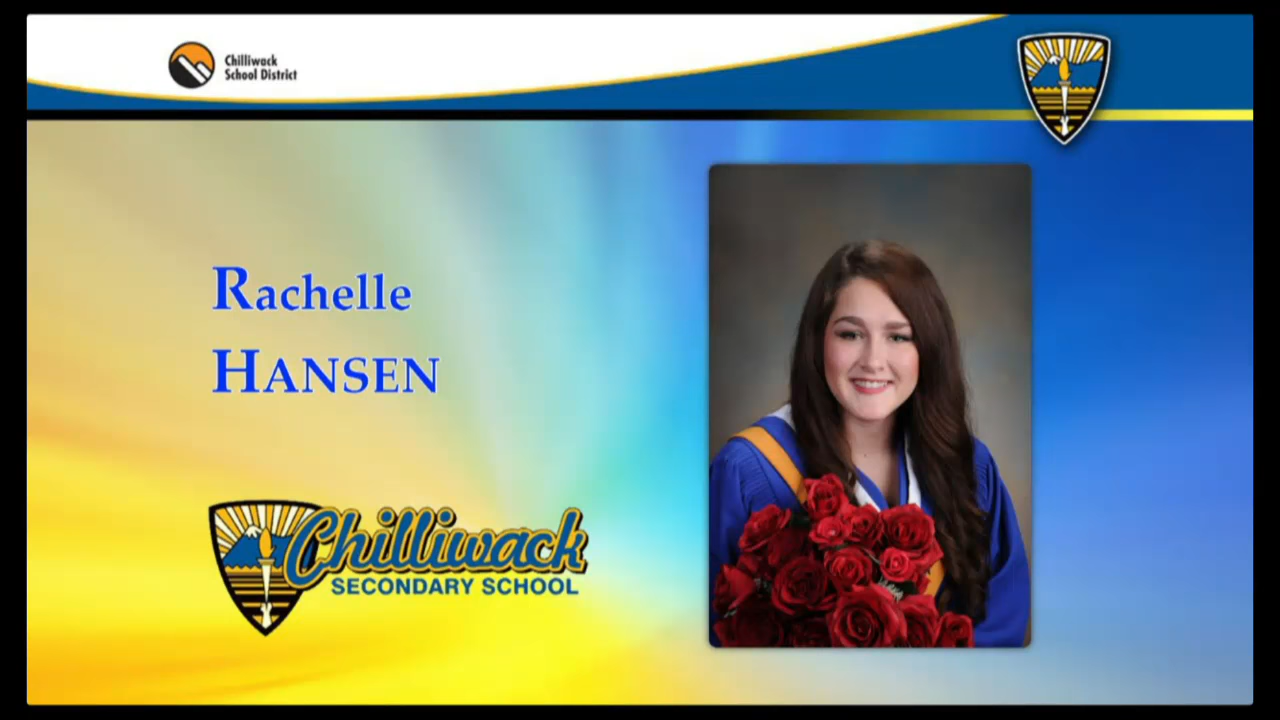 Chilliwack
School District
Rachelle
HANSEN
Chilliwack
SECONDARY SCHOOL